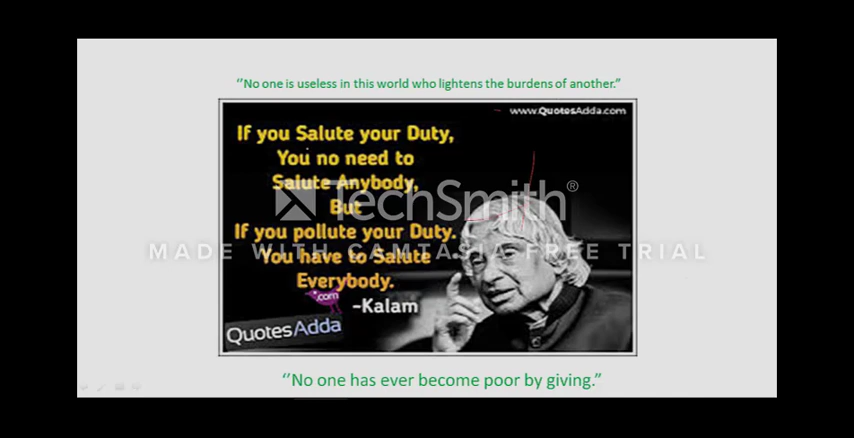 “No one is useless in this world who lightens the burdens of another.”
www.QuotesAdda.com
If you Salute your Duty,
You no need to
Salute Anybody,
But
If you pollute your Duty.
You have to Salute
Everybody.
.com
-Kalam
QuotesAdda
TechSmith®
MADE WITH CAMTASIA FREE TRIAL
“No one has ever become poor by giving.”